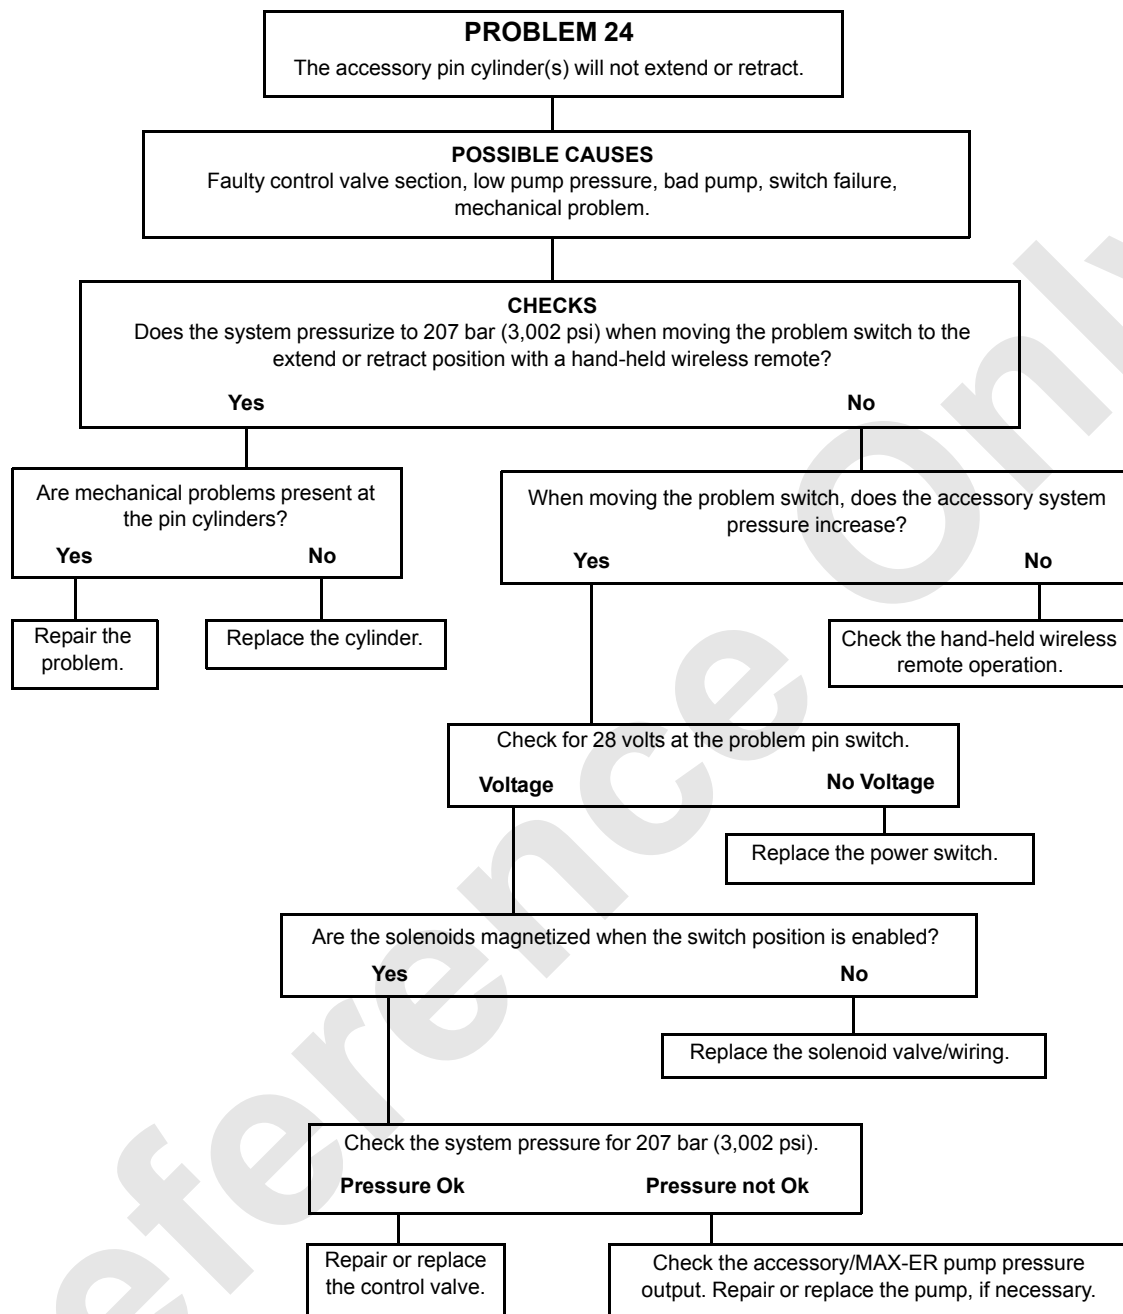 PROBLEM 24
The accessory pin cylinder(s) will not extend or retract.
POSSIBLE CAUSES
Faulty control valve section, low pump pressure, bad pump, switch failure,
mechanical problem.
CHECKS
Does the system pressurize to 207 bar (3,002 psi) when moving the problem switch to the
extend or retract position with a hand-held wireless remote?
Yes
No
Are mechanical problems present at
the pin cylinders?
Yes
No
Repair the
problem.
Replace the cylinder.
When moving the problem switch, does the accessory system
pressure increase?
Yes
No
Check the hand-held wireless
remote operation.
Check for 28 volts at the problem pin switch.
Voltage
No Voltage
Replace the power switch.
Are the solenoids magnetized when the switch position is enabled?
Yes
No
Replace the solenoid valve/wiring.
Check the system pressure for 207 bar (3,002 psi).
Pressure Ok
Pressure not Ok
Repair or replace
the control valve.
Check the accessory/MAX-ER pump pressure
output. Repair or replace the pump, if necessary.
eference Only